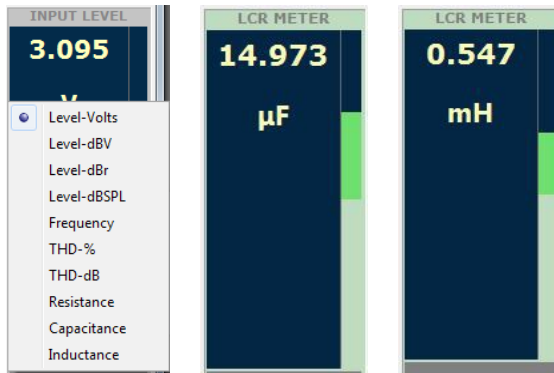 INPUT LEVEL
3.095
V
Level-Volts
Level-dBV
Level-dBr
Level-dBSPL
Frequency
THD-%
THD-dB
Resistance
Capacitance
Inductance
LCR METER
14.973
µF
LCR METER
0.547
mH